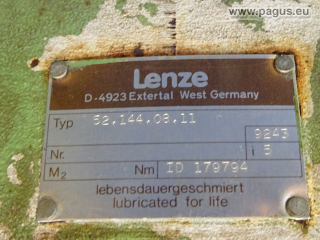 © www.pagus.eu
Lenze
D-4923 Extertal West Germany
Typ 52.144.08.11
9243
Nr. i 5
M₂ Nm ID 179794
lebensdauergeschmiert
lubricated for life